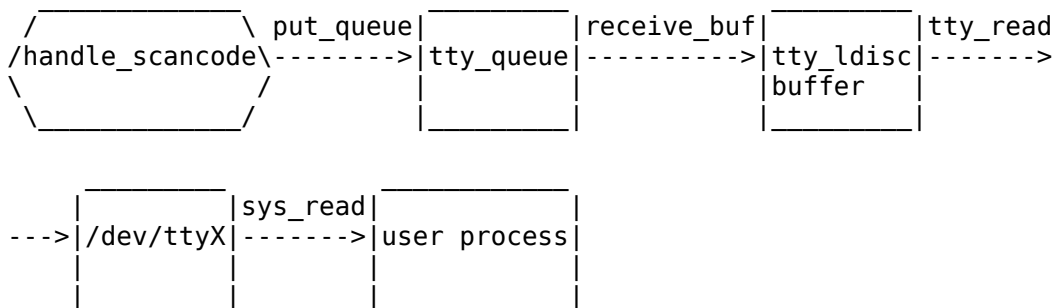 put_queue receive_buf tty_read
handle_scancode tty_queue tty_ldisc
buffer
sys_read
/dev/ttyX user process